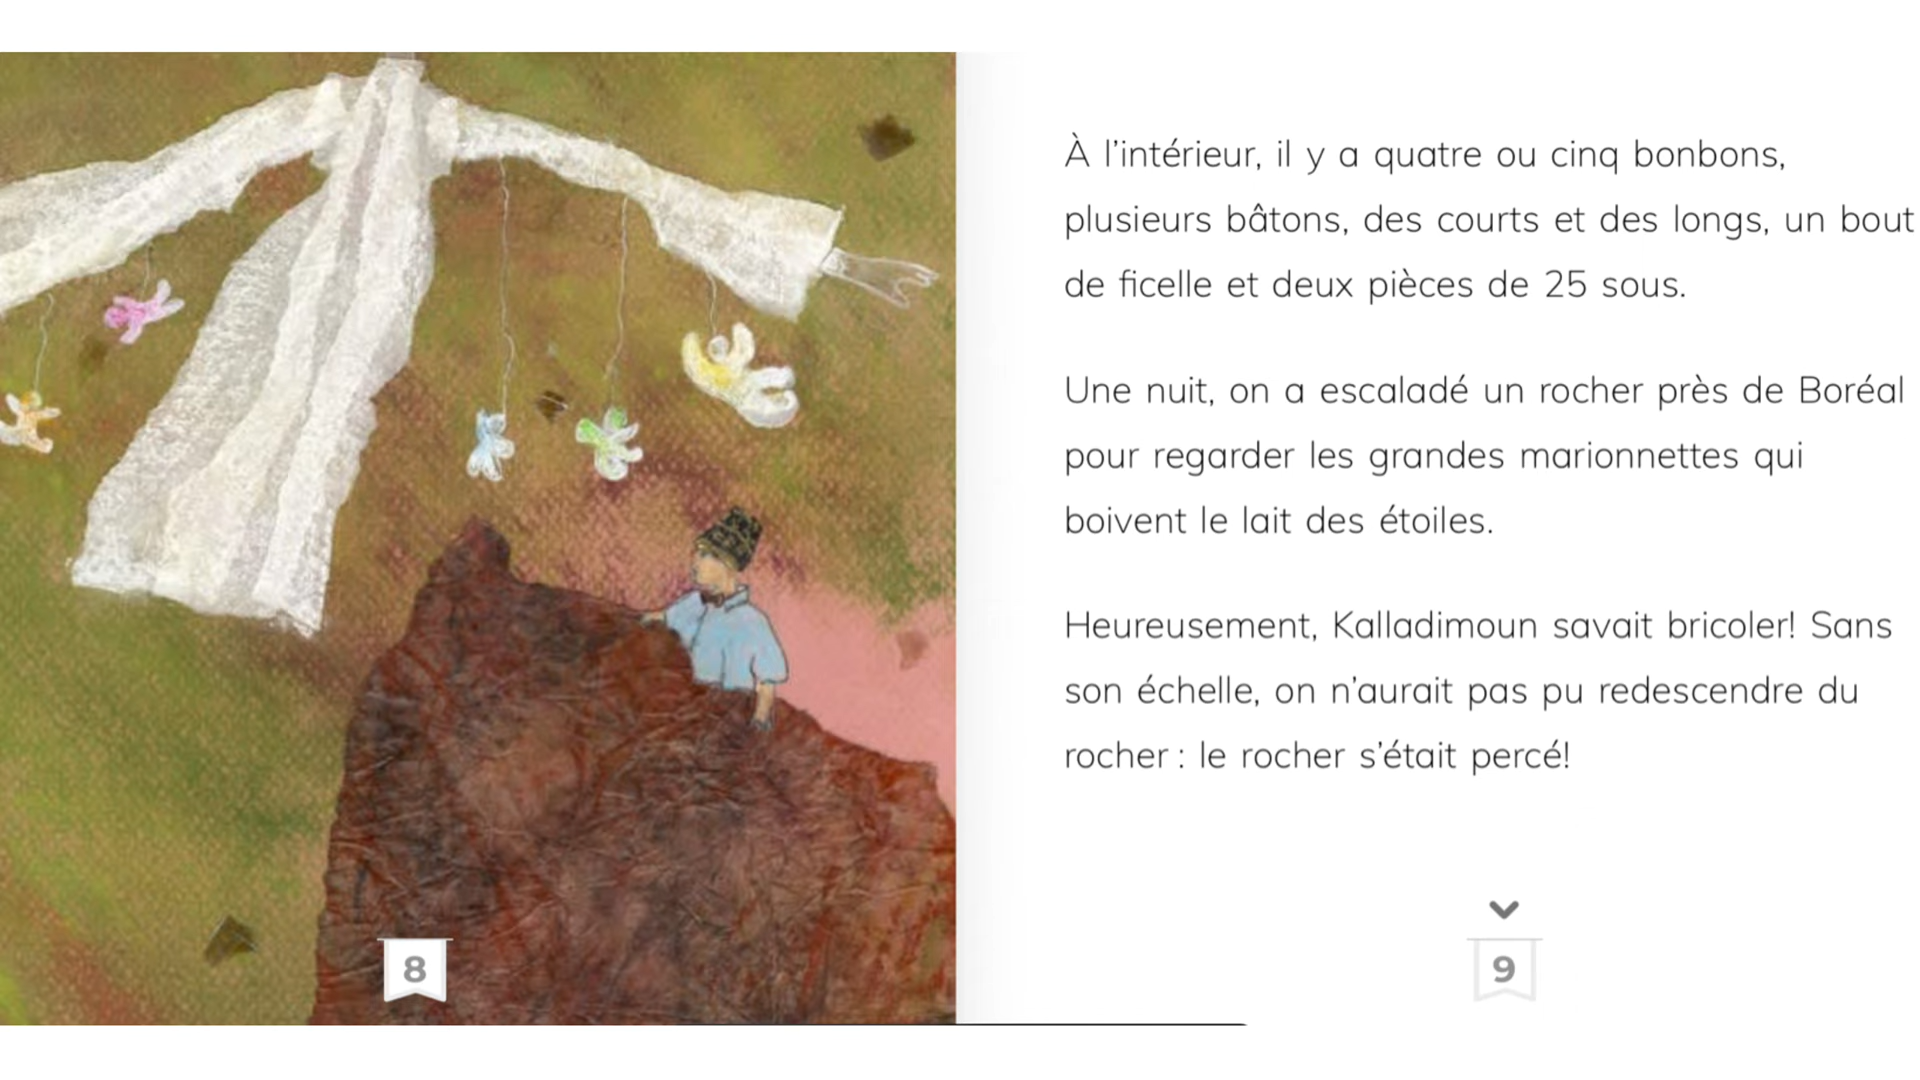 À l'intérieur, il y a quatre ou cinq bonbons,
plusieurs bâtons, des courts et des longs, un bout
de ficelle et deux pièces de 25 sous.
Une nuit, on a escaladé un rocher près de Boréal
pour regarder les grandes marionnettes qui
boivent le lait des étoiles.
Heureusement, Kalladimoun savait bricoler! Sans
son échelle, on n'aurait pas pu redescendre du
rocher : le rocher s'était percé!
8
9